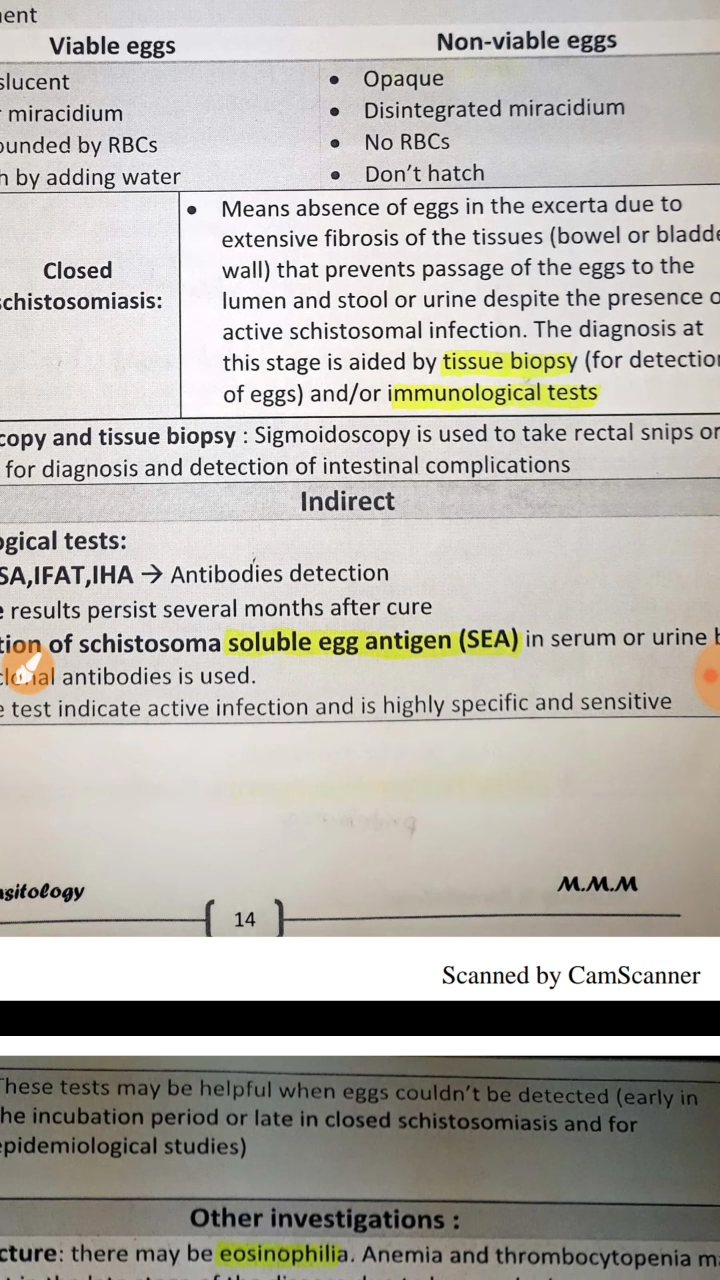 ent
Viable eggs Non-viable eggs
slucent • Opaque
miracidium • Disintegrated miracidium
ounded by RBCs • No RBCs
h by adding water • Don't hatch
Closed
schistosomiasis:
• Means absence of eggs in the excerta due to
extensive fibrosis of the tissues (bowel or bladde
wall) that prevents passage of the eggs to the
lumen and stool or urine despite the presence o
active schistosomal infection. The diagnosis at
this stage is aided by tissue biopsy (for detection
of eggs) and/or immunological tests
copy and tissue biopsy : Sigmoidoscopy is used to take rectal snips or
for diagnosis and detection of intestinal complications
Indirect
ogical tests:
SA,IFAT,IHA → Antibodies detection
e results persist several months after cure
tion of schistosoma soluble egg antigen (SEA) in serum or urine b
antibodies is used.
e test indicate active infection and is highly specific and sensitive
asitology M.M.M
14
Scanned by CamScanner
These tests may be helpful when eggs couldn't be detected (early in
he incubation period or late in closed schistosomiasis and for
epidemiological studies)
Other investigations :
cture: there may be eosinophilia. Anemia and thrombocytopenia m